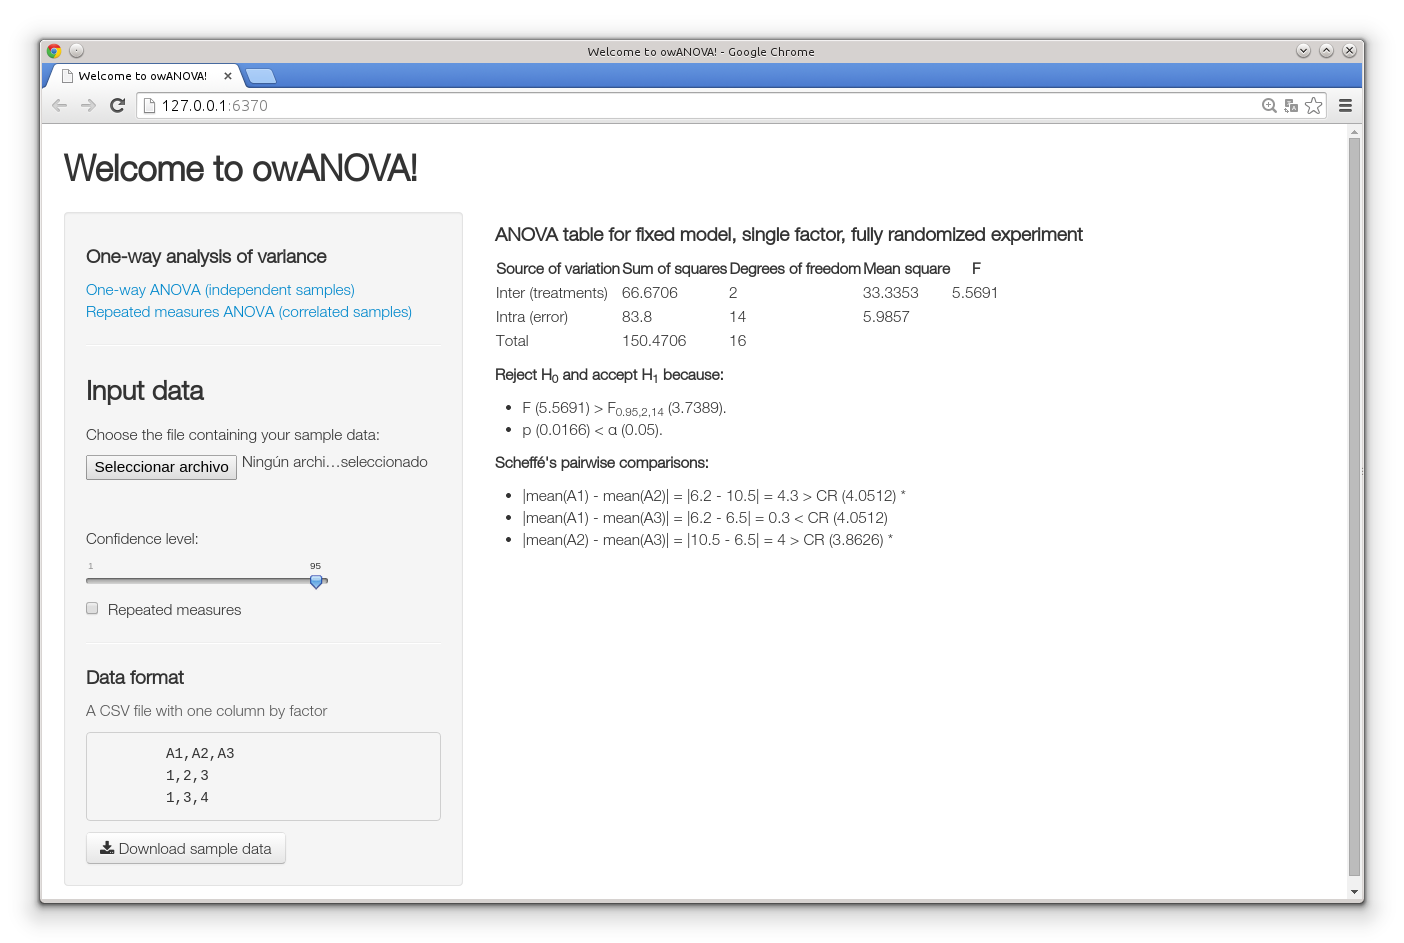 Welcome to owANOVA! - Google Chrome
Welcome to owANOVA!
127.0.0.1:6370
Welcome to owANOVA!
One-way analysis of variance
One-way ANOVA (independent samples)
Repeated measures ANOVA (correlated samples)
Input data
Choose the file containing your sample data:
Seleccionar archivo Ningún archi…seleccionado
Confidence level:
1 95
Repeated measures
Data format
A CSV file with one column by factor
A1,A2,A3
1,2,3
1,3,4
Download sample data
ANOVA table for fixed model, single factor, fully randomized experiment
Source of variation Sum of squares Degrees of freedom Mean square F
Inter (treatments) 66.6706 2 33.3353 5.5691
Intra (error) 83.8 14 5.9857
Total 150.4706 16
Reject H0 and accept H1 because:
• F (5.5691) > F0.95,2,14 (3.7389).
• p (0.0166) < α (0.05).
Scheffé's pairwise comparisons:
• |mean(A1) - mean(A2)| = |6.2 - 10.5| = 4.3 > CR (4.0512) *
• |mean(A1) - mean(A3)| = |6.2 - 6.5| = 0.3 < CR (4.0512)
• |mean(A2) - mean(A3)| = |10.5 - 6.5| = 4 > CR (3.8626) *